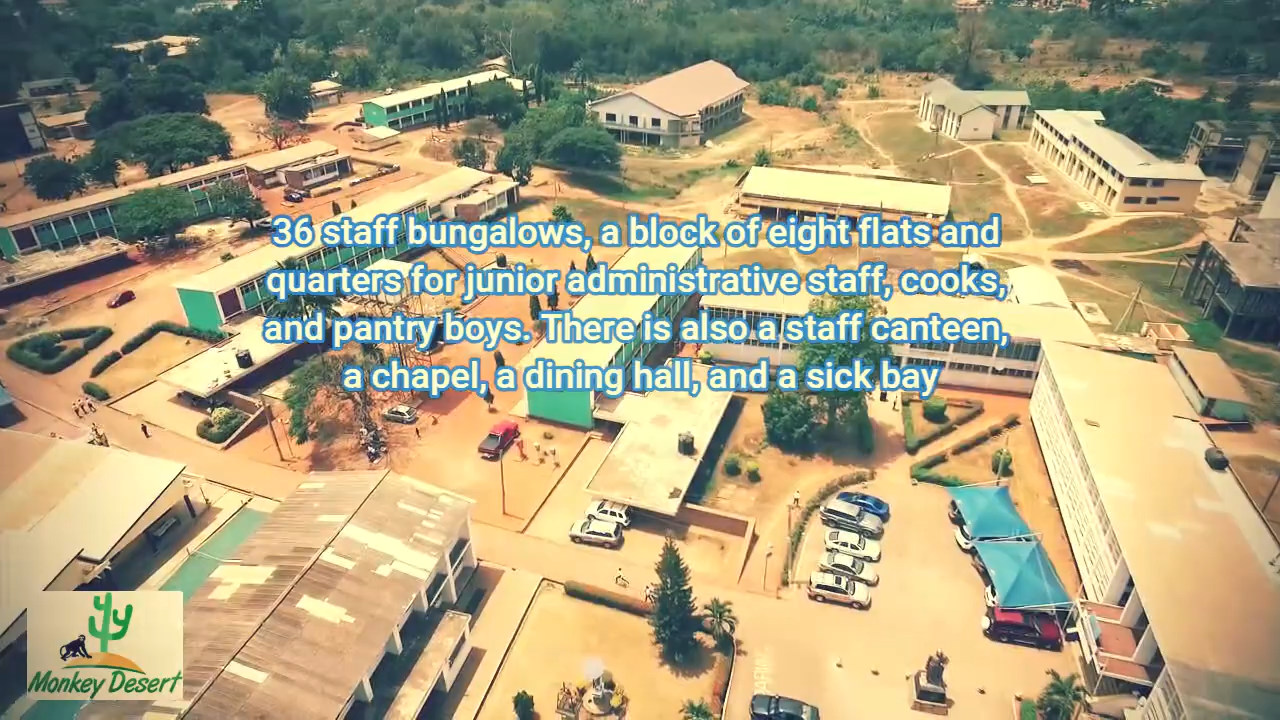 36 staff bungalows, a block of eight flats and
quarters for junior administrative staff, cooks,
and pantry boys. There is also a staff canteen,
a chapel, a dining hall, and a sick bay
Monkey Desert